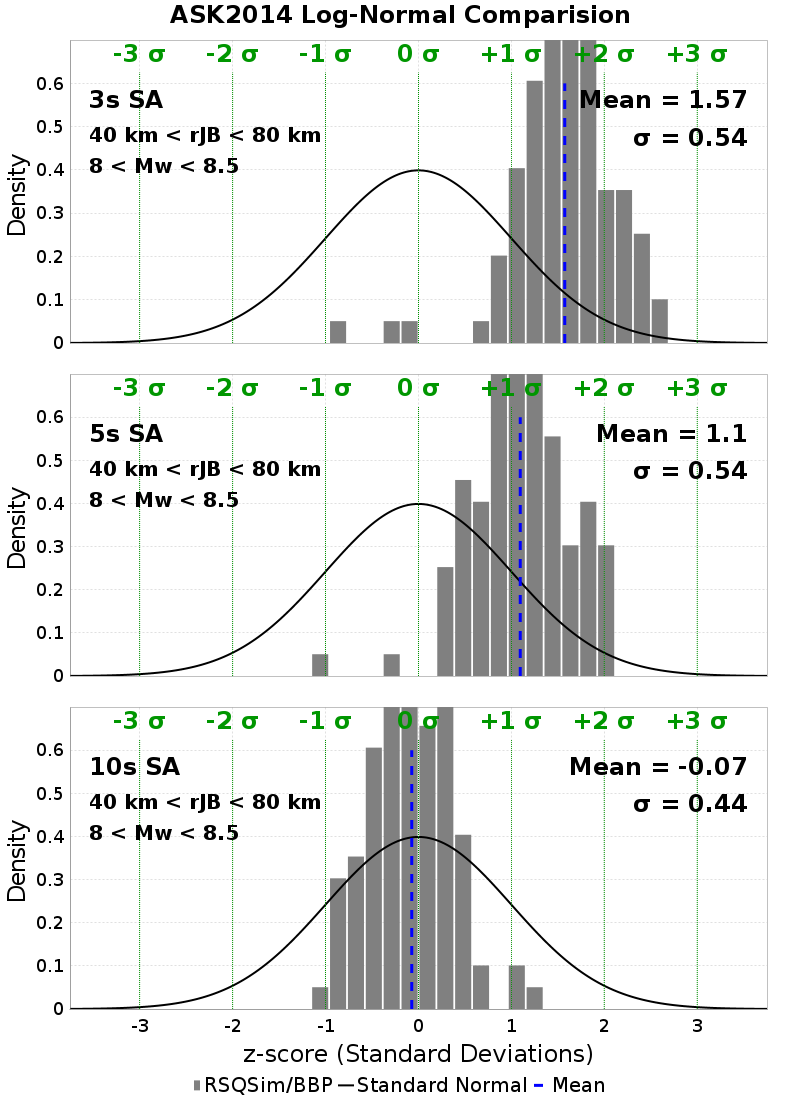 ASK2014 Log-Normal Comparision
-3 σ -2 σ -1 σ 0 σ +1 σ +2 σ +3 σ
3s SA
40 km < rJB < 80 km
8 < Mw < 8.5
Mean = 1.57
σ = 0.54
Density
0.6
0.5
0.4
0.3
0.2
0.1
0
-3 σ -2 σ -1 σ 0 σ +1 σ +2 σ +3 σ
5s SA
40 km < rJB < 80 km
8 < Mw < 8.5
Mean = 1.1
σ = 0.54
Density
0.6
0.5
0.4
0.3
0.2
0.1
0
-3 σ -2 σ -1 σ 0 σ +1 σ +2 σ +3 σ
10s SA
40 km < rJB < 80 km
8 < Mw < 8.5
Mean = -0.07
σ = 0.44
Density
0.6
0.5
0.4
0.3
0.2
0.1
0
-3 -2 -1 0 1 2 3
z-score (Standard Deviations)
RSQSim/BBP Standard Normal Mean